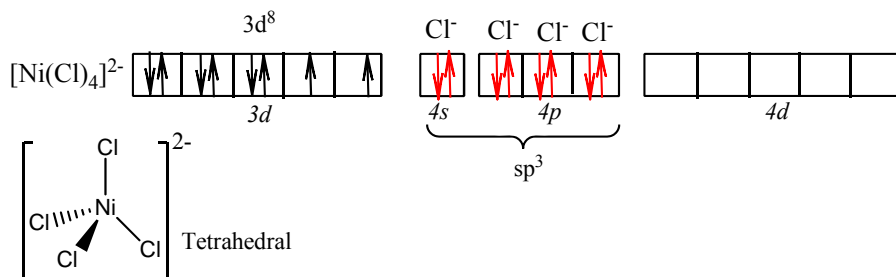 3d⁸
Cl⁻ Cl⁻ Cl⁻ Cl⁻
[Ni(Cl)₄]²⁻
3d 4s 4p 4d
sp³
2-
Cl
Ni
Cl
Cl
Cl
Tetrahedral